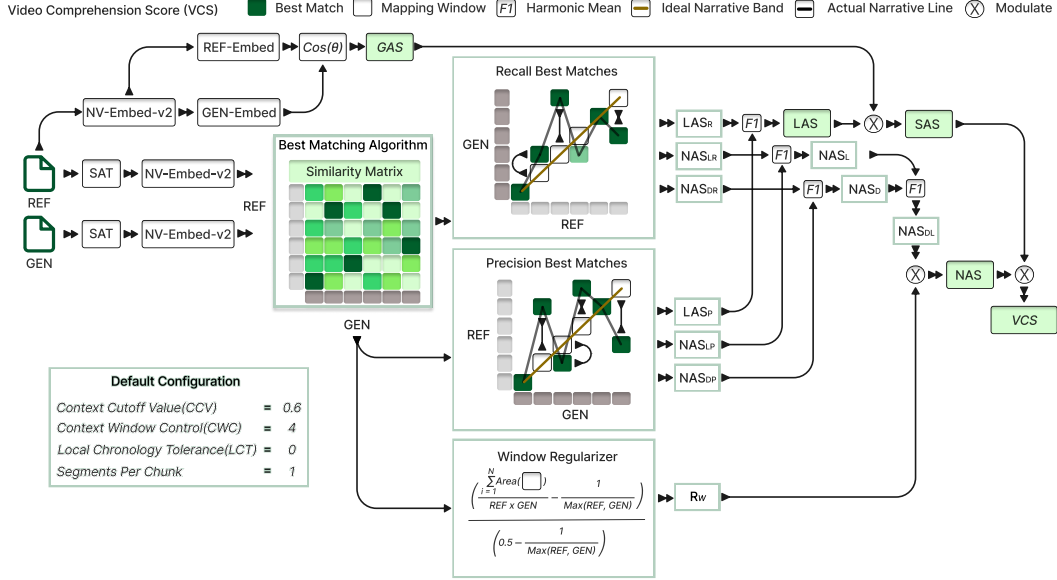 Video Comprehension Score (VCS)
Best Match
Mapping Window
F1 Harmonic Mean
Ideal Narrative Band
Actual Narrative Line
X Modulate
REF-Embed
Cos(θ)
GAS
NV-Embed-v2
GEN-Embed
REF
SAT
NV-Embed-v2
GEN
SAT
NV-Embed-v2
Best Matching Algorithm
Similarity Matrix
REF
GEN
Recall Best Matches
GEN
REF
Precision Best Matches
REF
GEN
LASR
F1
LAS
X
SAS
NASLR
F1
NASL
NASDR
F1
NASD
F1
NASDL
X
NAS
X
VCS
LASP
NASLP
NASDP
Default Configuration
Context Cutoff Value(CCV) = 0.6
Context Window Control(CWC) = 4
Local Chronology Tolerance(LCT) = 0
Segments Per Chunk = 1
Window Regularizer
( N ∑ i = 1 Area( ) / REF x GEN − 1 / Max(REF, GEN) )
( 0.5 − 1 / Max(REF, GEN) )
RW